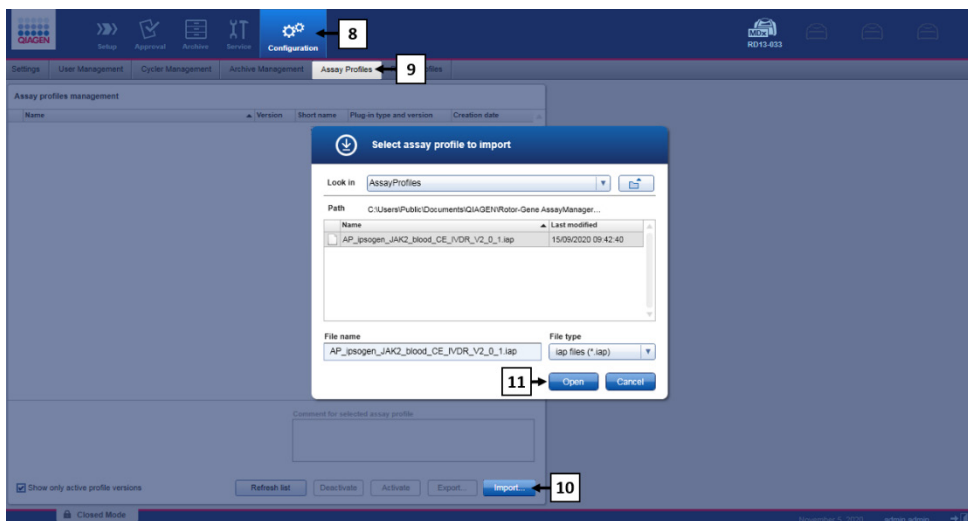 QIAGEN
Setup
Approval
Archive
Service
Configuration
8
MDx
RD13-033
Settings User Management Cycler Management Archive Management Assay Profiles 9
Assay profiles management
Name Version Short name Plug-in type and version Creation date
Select assay profile to import
Look in AssayProfiles
Path C:\Users\Public\Documents\QIAGEN\Rotor-Gene AssayManager...
Name Last modified
AP_ipsogen_JAK2_blood_CE_IVDR_V2_0_1.iap 15/09/2020 09:42:40
File name File type
AP_ipsogen_JAK2_blood_CE_IVDR_V2_0_1.iap iap files (*.iap)
11 Open Cancel
Comment for selected assay profile
Show only active profile versions Refresh list Deactivate Activate Export... Import... 10
Closed Mode November 5, 2020 admin admin